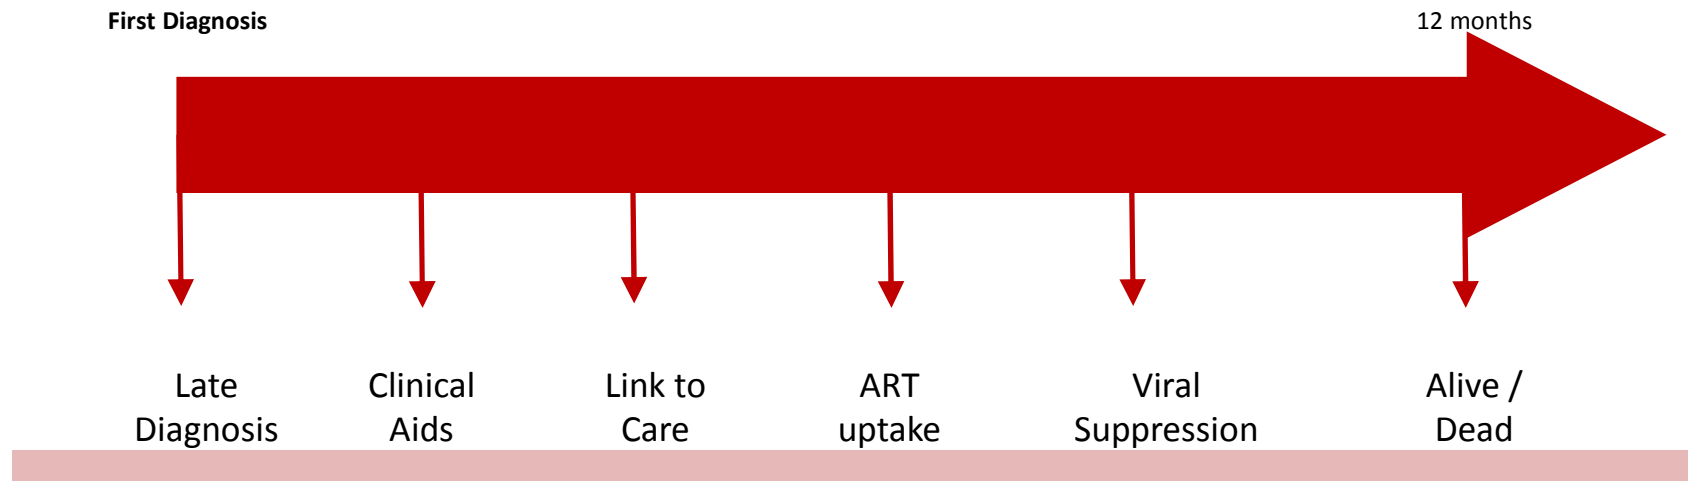 First Diagnosis
12 months
Late
Diagnosis
Clinical
Aids
Link to
Care
ART
uptake
Viral
Suppression
Alive /
Dead